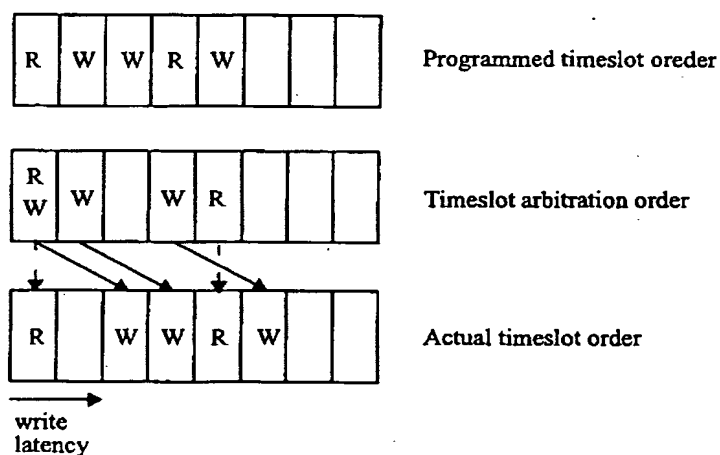 R W W R W
Programmed timeslot oreder
R
W W W R
Timeslot arbitration order
R W W R W
Actual timeslot order
write
latency